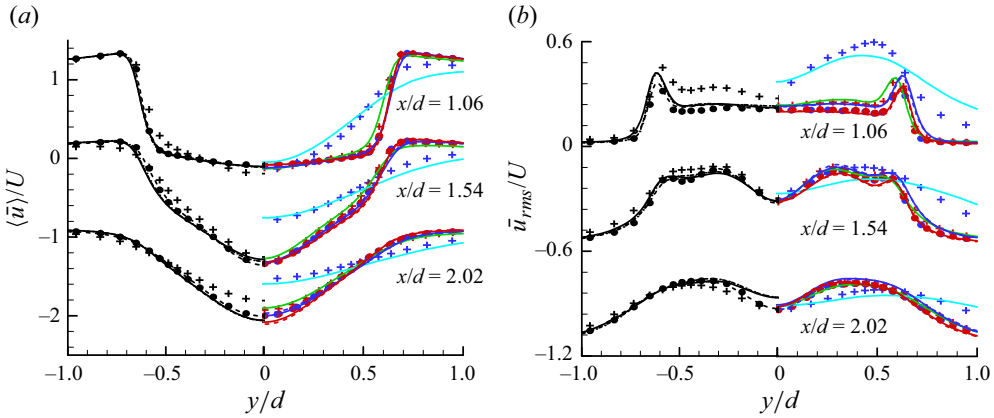 (a)
(b)
1
0
−1
−2
⟨ū⟩/U
x/d = 1.06
x/d = 1.54
x/d = 2.02
−1.0
−0.5
0
0.5
1.0
y/d
0.6
0
−0.6
−1.2
ū_rms/U
x/d = 1.06
x/d = 1.54
x/d = 2.02
−1.0
−0.5
0
0.5
1.0
y/d